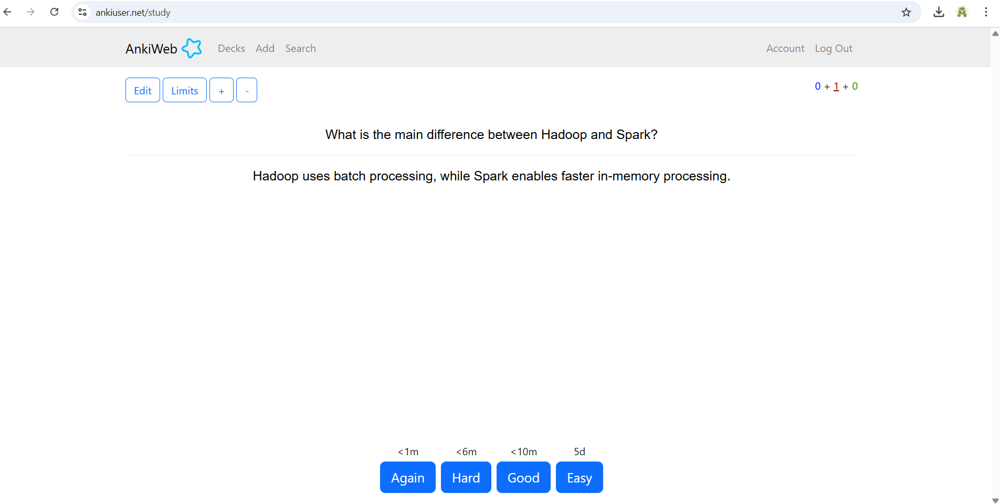 ankiuser.net/study
AnkiWeb Decks Add Search Account Log Out
Edit Limits + - 0 + 1 + 0
What is the main difference between Hadoop and Spark?
Hadoop uses batch processing, while Spark enables faster in-memory processing.
<1m <6m <10m 5d
Again Hard Good Easy